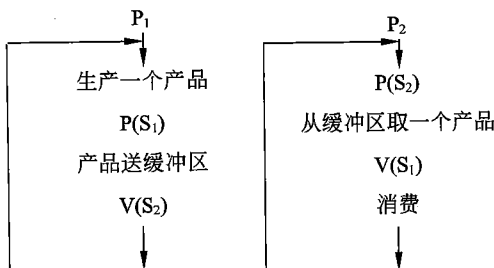 P₁
生产一个产品
P(S₁)
产品送缓冲区
V(S₂)
P₂
P(S₂)
从缓冲区取一个产品
V(S₁)
消费